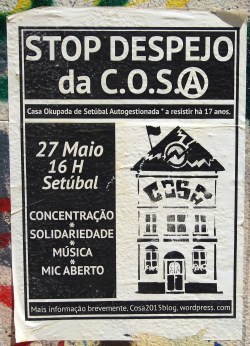 STOP DESPEJO
da C.O.S.A
Casa Okupada de Setúbal Autogestionada * a resistir há 17 anos.
27 Maio
16 H
Setúbal
CONCENTRAÇÃO
*
SOLIDARIEDADE
*
MÚSICA
*
MIC ABERTO
COSA
Mais informação brevemente, Cosa2015blog. wordpress. com